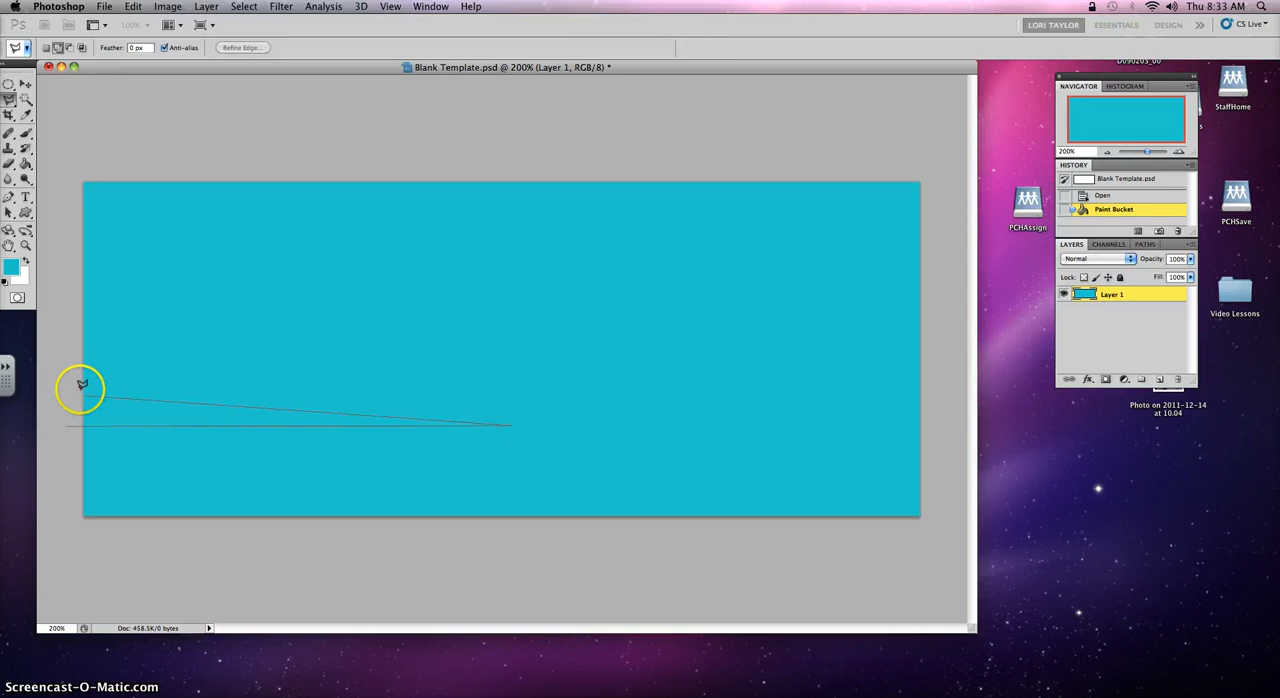 Photoshop File Edit Image Layer Select Filter Analysis 3D View Window Help Thu 8:33 AM
Ps 100% LORI TAYLOR ESSENTIALS DESIGN CS Live
Feather: 0 px Anti-alias Refine Edge...
Blank Template.psd @ 200% (Layer 1, RGB/8) *
D090203_00
NAVIGATOR HISTOGRAM
StaffHome
200%
HISTORY
Blank Template.psd
Open
Paint Bucket
PCHAssign
PCHSave
LAYERS CHANNELS PATHS
Normal Opacity: 100%
Lock: Fill: 100%
Layer 1
Video Lessons
Photo on 2011-12-14
at 10.04
200% Doc: 458.5K/0 bytes
Screencast-O-Matic.com